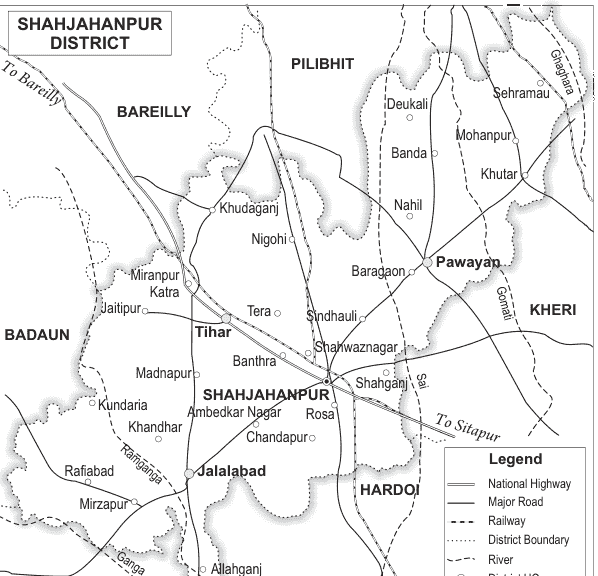 SHAHJAHANPUR
DISTRICT
PILIBHIT
To Bareilly
BAREILLY
Ghaghara
Sehramau
Deukali
Mohanpur
Banda
Khutar
Khudaganj
Nahil
Nigohi
Pawayan
Baragaon
Miranpur
Katra
Gomati
Jaitipur
Tera
Sindhauli
KHERI
Tihar
BADAUN
Shahwaznagar
Banthra
Madnapur
Shahganj
Sai
SHAHJAHANPUR
Kundaria
Ambedkar Nagar
Rosa
To Sitapur
Khandhar
Chandapur
Ramganga
Rafiabad
Jalalabad
HARDOI
Mirzapur
Ganga
Allahganj
Legend
National Highway
Major Road
Railway
District Boundary
River
District HQ